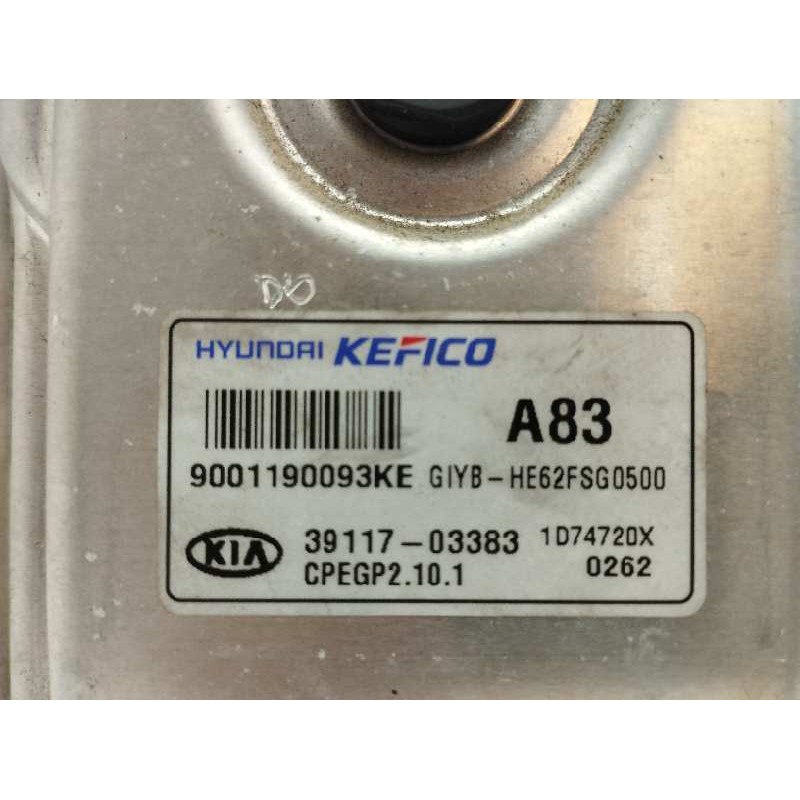 HYUNDAI KEFICO
A83
9001190093KE GIYB-HE62FSG0500
KIA 39117-03383 1D74720X
CPEGP2.10.1 0262